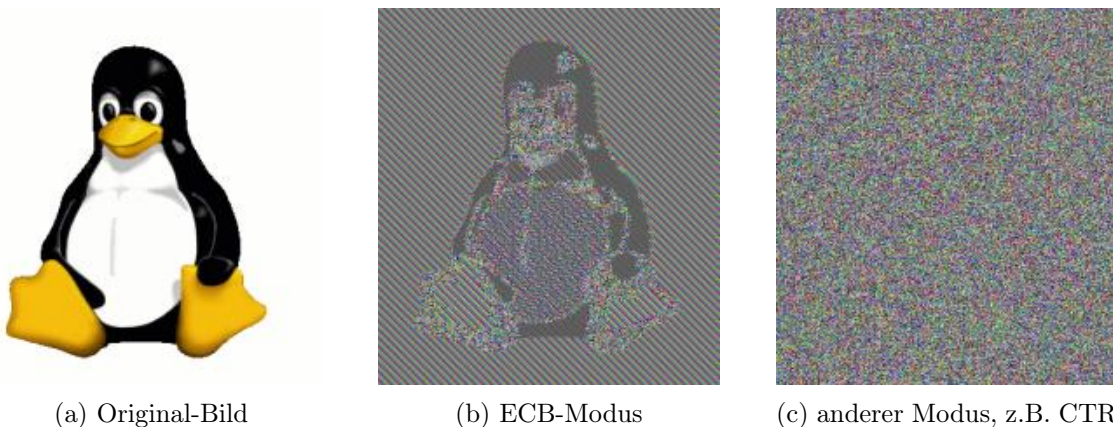 (a) Original-Bild
(b) ECB-Modus
(c) anderer Modus, z.B. CTR